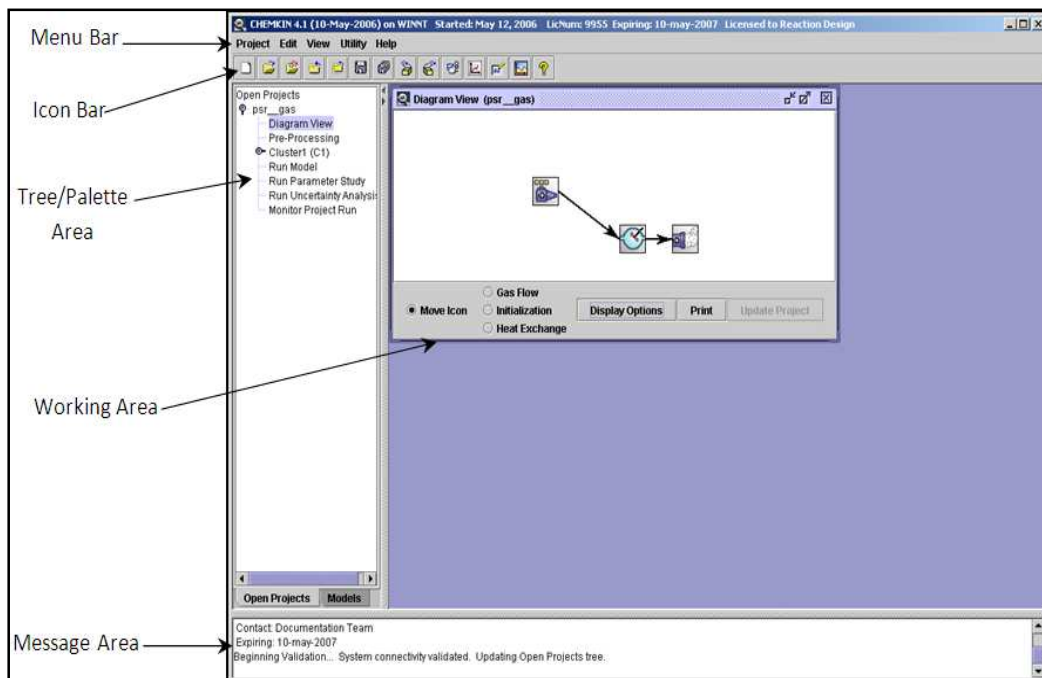 Menu Bar
Icon Bar
Tree/Palette
Area
Working Area
Message Area
CHEMKIN 4.1 (10-May-2006) on WINNT Started: May 12, 2006 LicNum: 9955 Expiring: 10-may-2007 Licensed to Reaction Design
Project Edit View Utility Help
Open Projects
psr__gas
Diagram View
Pre-Processing
Cluster1 (C1)
Run Model
Run Parameter Study
Run Uncertainty Analysis
Monitor Project Run
Open Projects Models
Diagram View (psr__gas)
Move Icon
Gas Flow
Initialization
Heat Exchange
Display Options Print Update Project
Contact: Documentation Team
Expiring: 10-may-2007
Beginning Validation... System connectivity validated. Updating Open Projects tree.